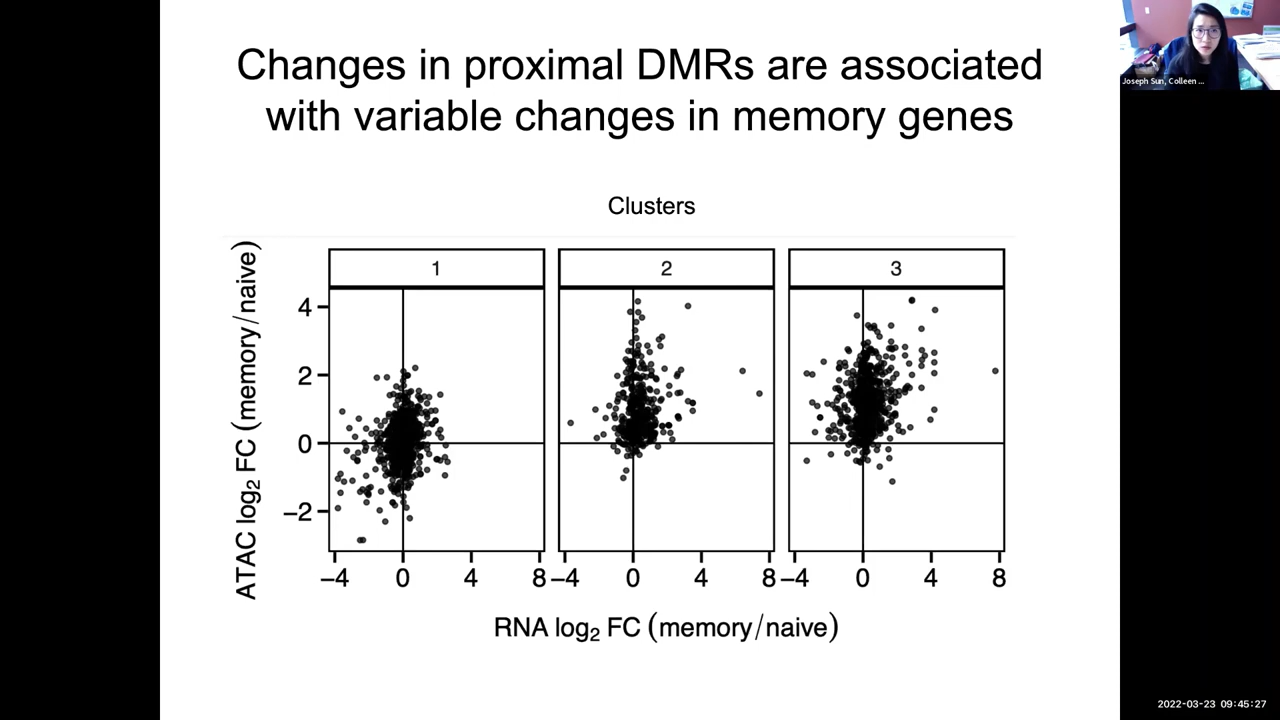 Changes in proximal DMRs are associated
with variable changes in memory genes
Joseph Sun, Colleen ...
Clusters
1 2 3
ATAC log₂ FC (memory/naive)
4
2
0
−2
−4 0 4 8 −4 0 4 8 −4 0 4 8
RNA log₂ FC (memory/naive)
2022-03-23 09:45:27